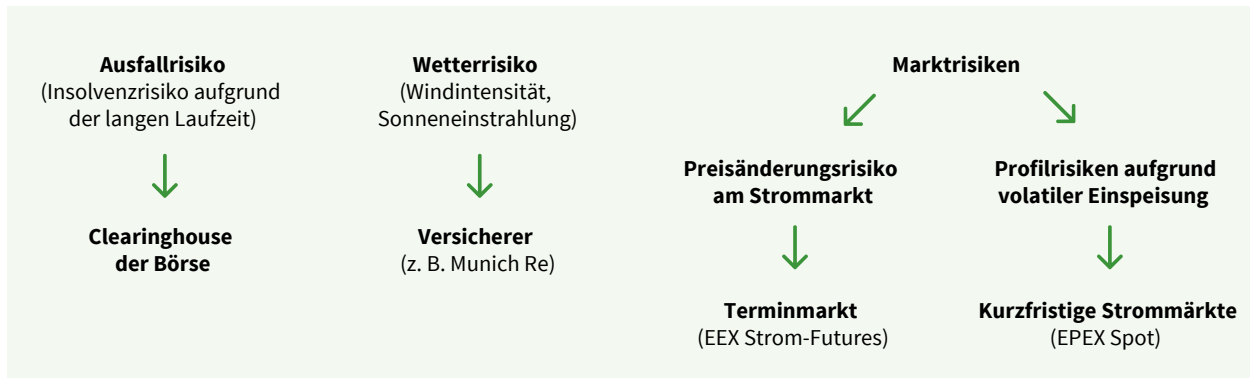 Ausfallrisiko
(Insolvenzrisiko aufgrund
der langen Laufzeit)
Clearinghouse
der Börse
Wetterrisiko
(Windintensität,
Sonneneinstrahlung)
Versicherer
(z. B. Munich Re)
Marktrisiken
Preisänderungsrisiko
am Strommarkt
Terminmarkt
(EEX Strom-Futures)
Profilrisiken aufgrund
volatiler Einspeisung
Kurzfristige Strommärkte
(EPEX Spot)